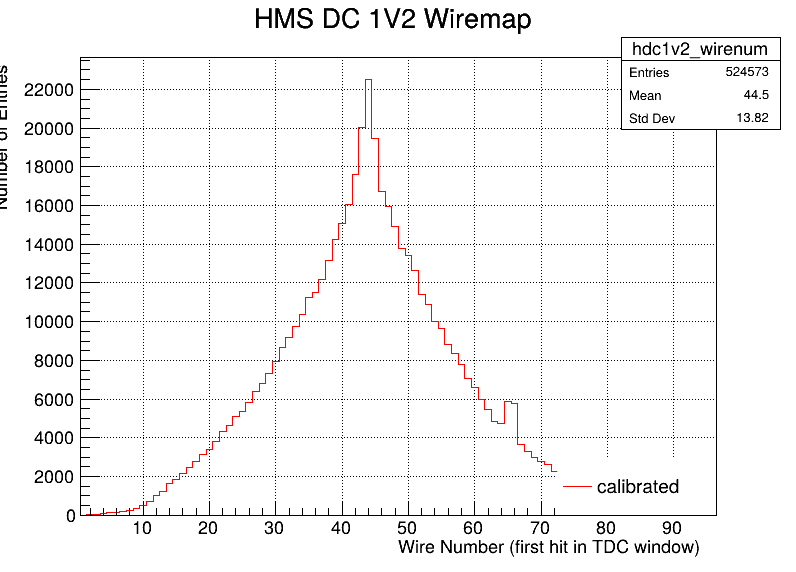 HMS DC 1V2 Wiremap
hdc1v2_wirenum
Entries 524573
Mean 44.5
Std Dev 13.82
Number of Entries
22000
20000
18000
16000
14000
12000
10000
8000
6000
4000
2000
0
calibrated
10 20 30 40 50 60 70 80 90
Wire Number (first hit in TDC window)